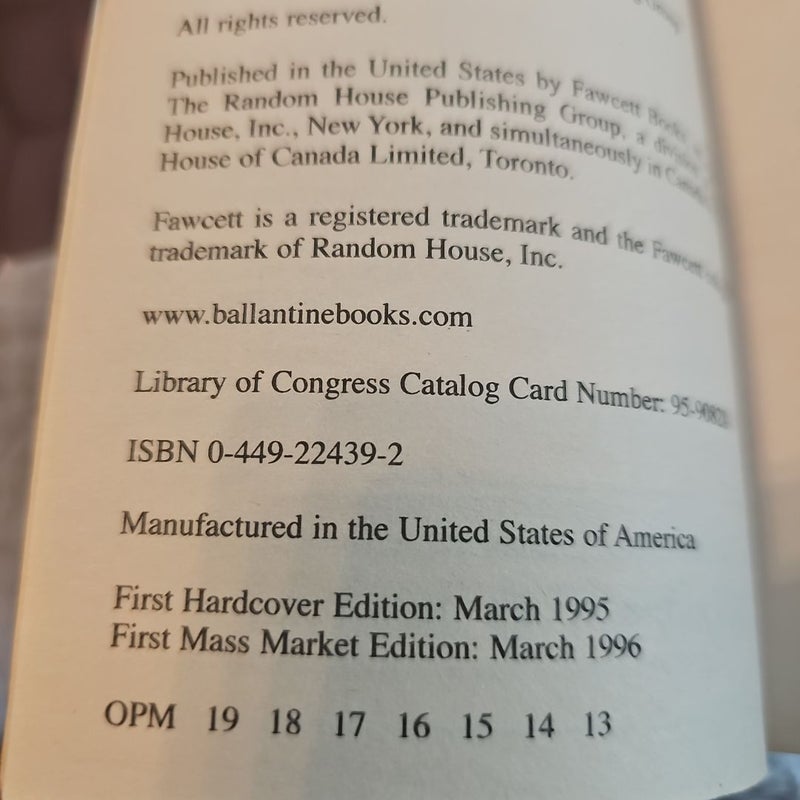 All rights reserved.
Published in the United States by Fawcett Books,
The Random House Publishing Group, a division
House, Inc., New York, and simultaneously in Canada
House of Canada Limited, Toronto.
Fawcett is a registered trademark and the Fawcett
trademark of Random House, Inc.
www.ballantinebooks.com
Library of Congress Catalog Card Number: 95-90820
ISBN 0-449-22439-2
Manufactured in the United States of America
First Hardcover Edition: March 1995
First Mass Market Edition: March 1996
OPM 19 18 17 16 15 14 13